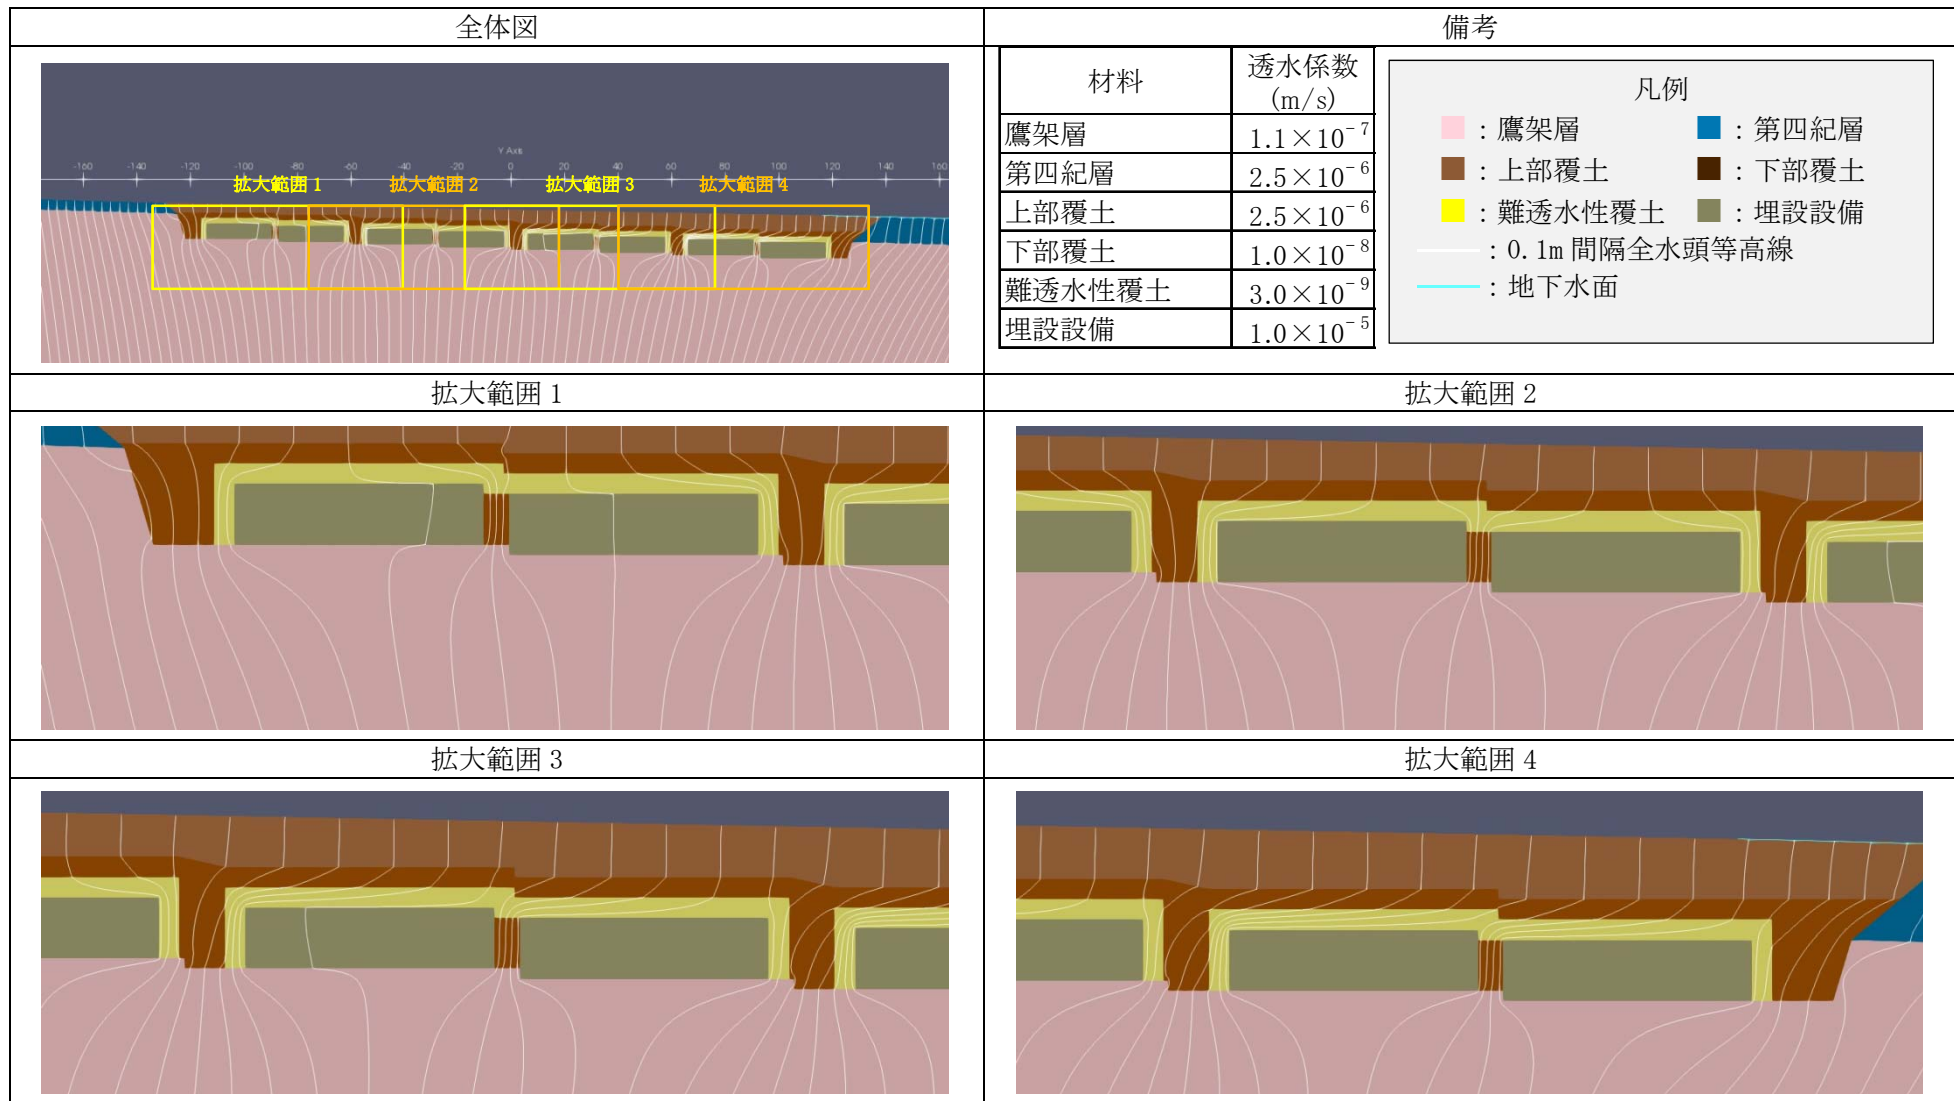 全体図
備考
Y Axis
-160 -140 -120 -100 -80 -60 -40 -20 0 20 40 60 80 100 120 140 160
拡大範囲 1 拡大範囲 2 拡大範囲 3 拡大範囲 4
材料 透水係数
(m/s)
鷹架層 1.1×10⁻⁷
第四紀層 2.5×10⁻⁶
上部覆土 2.5×10⁻⁶
下部覆土 1.0×10⁻⁸
難透水性覆土 3.0×10⁻⁹
埋設設備 1.0×10⁻⁵
凡例
：鷹架層 ：第四紀層
：上部覆土 ：下部覆土
：難透水性覆土 ：埋設設備
：0.1m 間隔全水頭等高線
：地下水面
拡大範囲 1
拡大範囲 2
拡大範囲 3
拡大範囲 4